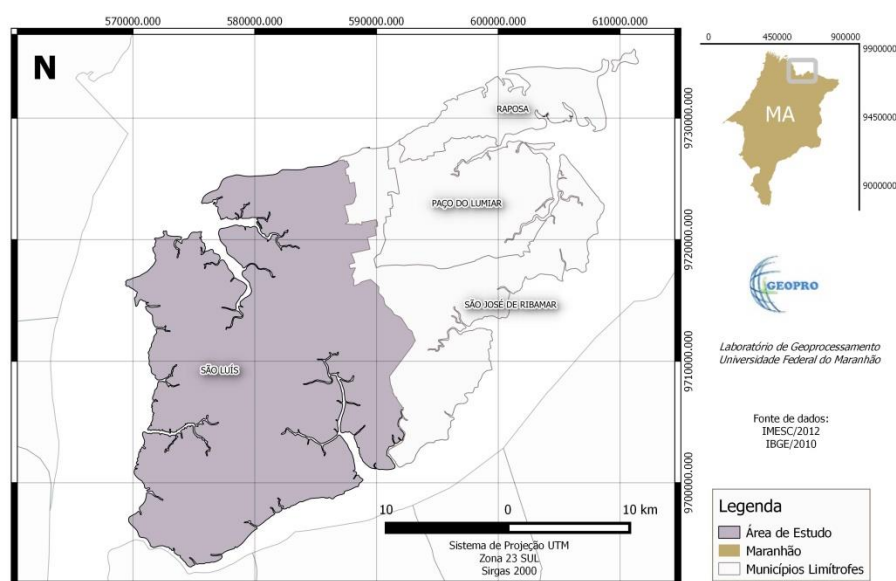 570000.000 580000.000 590000.000 600000.000 610000.000
N
RAPOSA
PAÇO DO LUMIAR
SÃO JOSÉ DE RIBAMAR
SÃO LUÍS
9730000.000
9720000.000
9710000.000
9700000.000
10 0 10 km
Sistema de Projeção UTM
Zona 23 SUL
Sirgas 2000
0 450000 900000
9900000
9450000
9000000
MA
GEOPRO
Laboratório de Geoprocessamento
Universidade Federal do Maranhão
Fonte de dados:
IMESC/2012
IBGE/2010
Legenda
Área de Estudo
Maranhão
Municípios Limítrofes